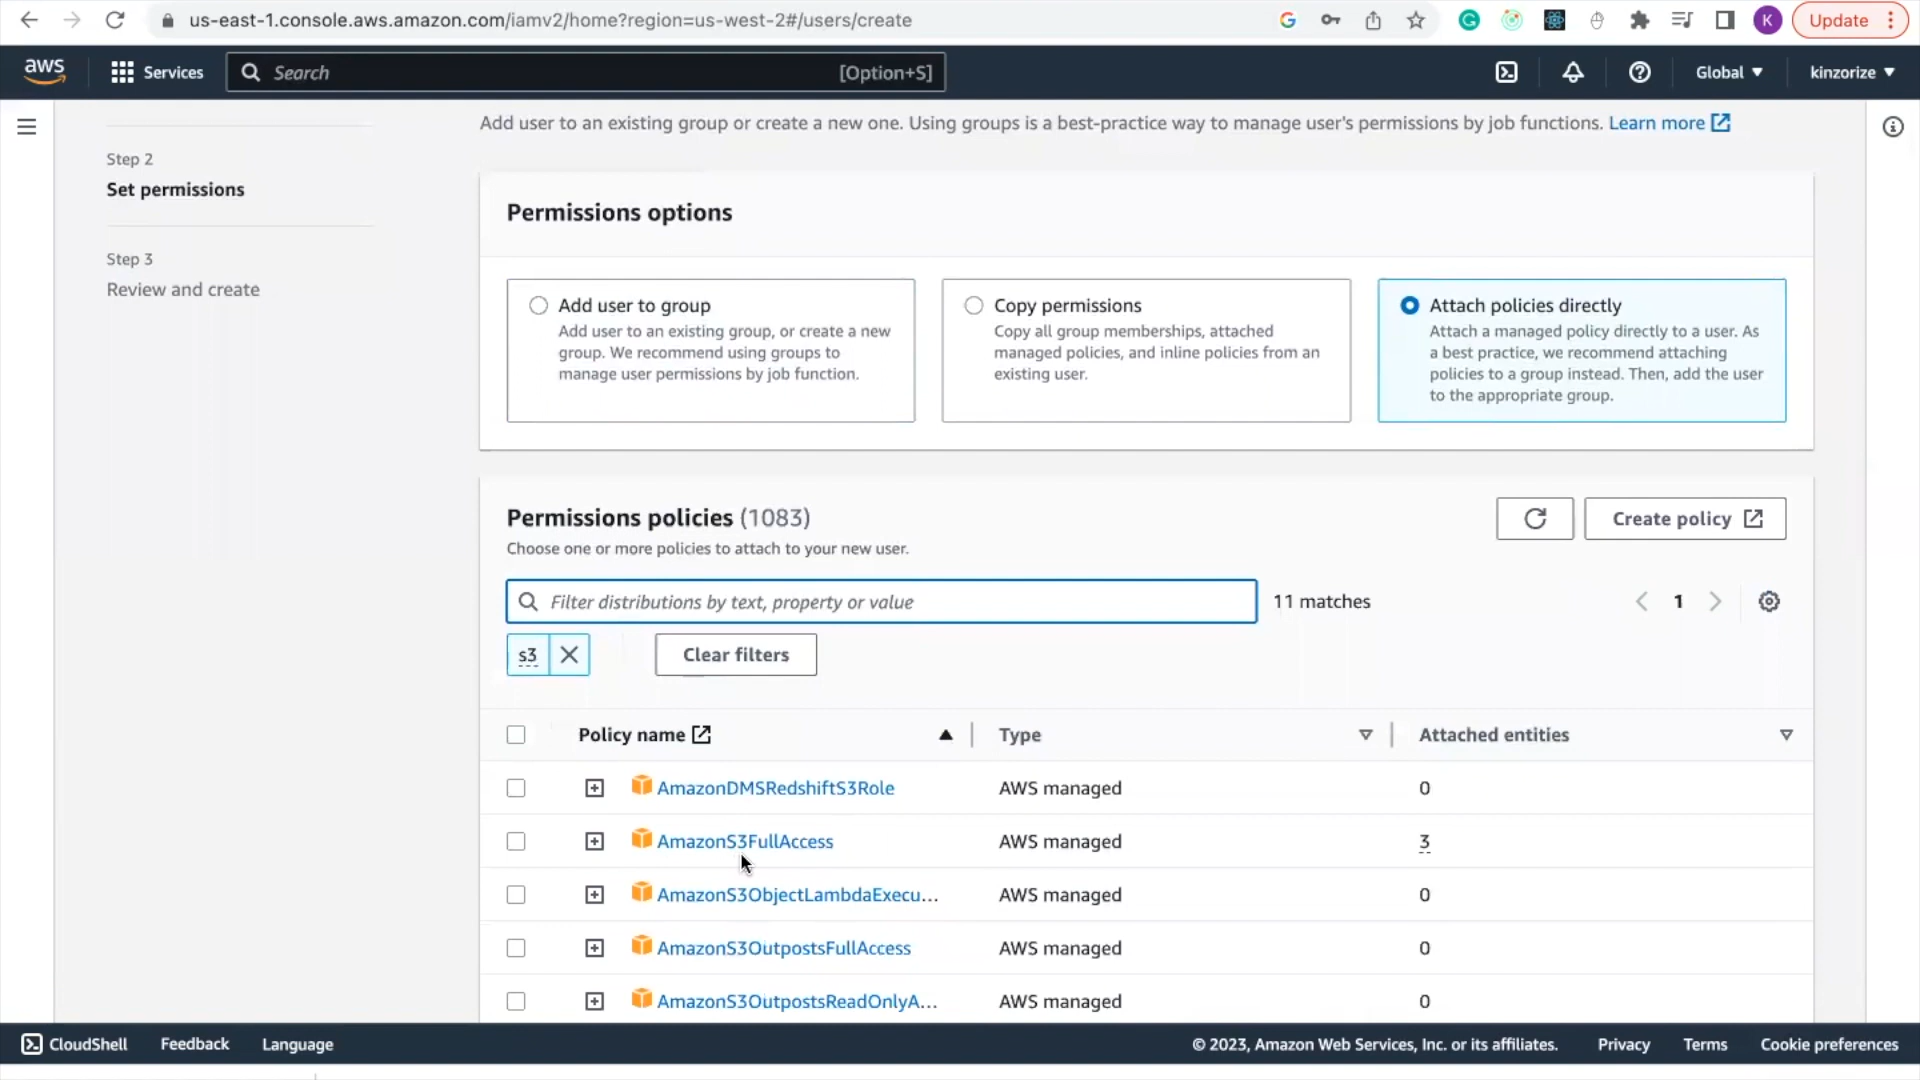 us-east-1.console.aws.amazon.com/iamv2/home?region=us-west-2#/users/create
K
Update
aws
Services
Search
[Option+S]
Global
kinzorize
Add user to an existing group or create a new one. Using groups is a best-practice way to manage user's permissions by job functions. Learn more
Step 2
Set permissions
Step 3
Review and create
Permissions options
Add user to group
Add user to an existing group, or create a new
group. We recommend using groups to
manage user permissions by job function.
Copy permissions
Copy all group memberships, attached
managed policies, and inline policies from an
existing user.
Attach policies directly
Attach a managed policy directly to a user. As
a best practice, we recommend attaching
policies to a group instead. Then, add the user
to the appropriate group.
Permissions policies (1083)
Choose one or more policies to attach to your new user.
Create policy
Filter distributions by text, property or value
11 matches
1
s3
Clear filters
Policy name
Type
Attached entities
AmazonDMSRedshiftS3Role
AWS managed
0
AmazonS3FullAccess
AWS managed
3
AmazonS3ObjectLambdaExecu...
AWS managed
0
AmazonS3OutpostsFullAccess
AWS managed
0
AmazonS3OutpostsReadOnlyA...
AWS managed
0
CloudShell
Feedback
Language
© 2023, Amazon Web Services, Inc. or its affiliates.
Privacy
Terms
Cookie preferences